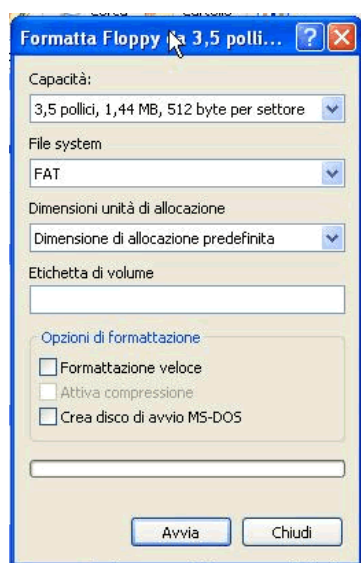 Formatta Floppy da 3,5 polli...
Capacità:
3,5 pollici, 1,44 MB, 512 byte per settore
File system
FAT
Dimensioni unità di allocazione
Dimensione di allocazione predefinita
Etichetta di volume
Opzioni di formattazione
Formattazione veloce
Attiva compressione
Crea disco di avvio MS-DOS
Avvia
Chiudi